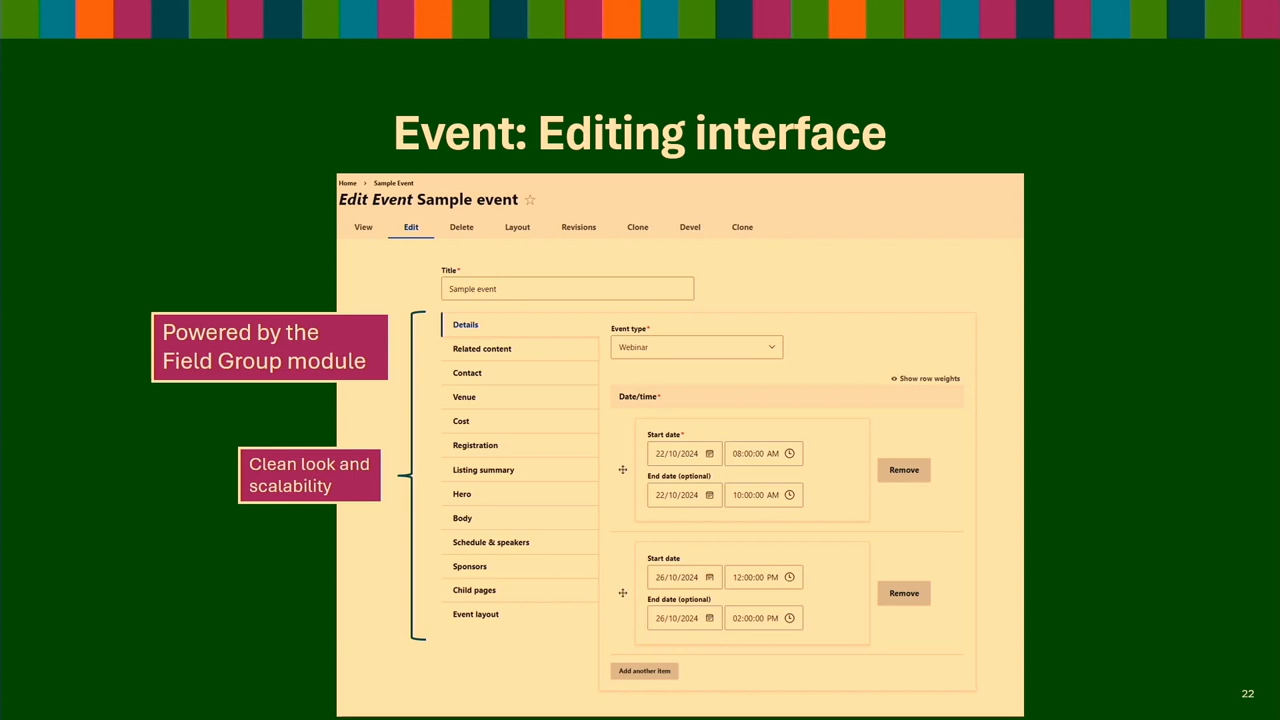 Event: Editing interface
Home › Sample Event
Edit Event Sample event ☆
View Edit Delete Layout Revisions Clone Devel Clone
Title*
Sample event
Powered by the
Field Group module
Clean look and
scalability
Details
Related content
Contact
Venue
Cost
Registration
Listing summary
Hero
Body
Schedule & speakers
Sponsors
Child pages
Event layout
Event type*
Webinar
Show row weights
Date/time*
Start date*
22/10/2024 08:00:00 AM
End date (optional)
22/10/2024 10:00:00 AM
Remove
Start date
26/10/2024 12:00:00 PM
End date (optional)
26/10/2024 02:00:00 PM
Remove
Add another item
22